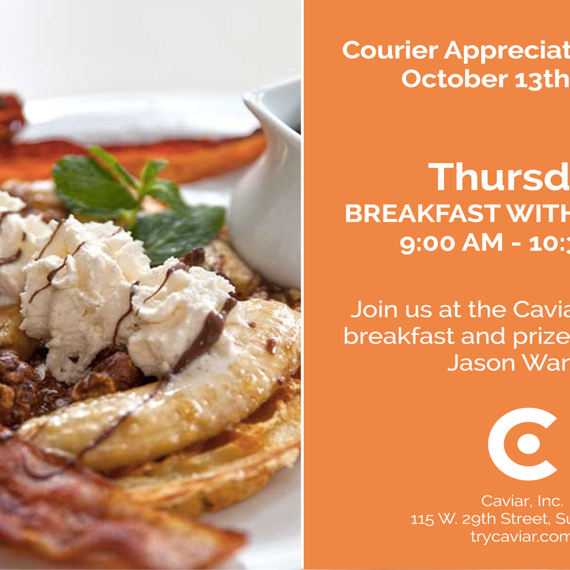 Courier Appreciat
October 13th
Thursd
BREAKFAST WITH
9:00 AM - 10:
Join us at the Cavia
breakfast and prize
Jason War
Caviar, Inc.
115 W. 29th Street, Su
trycaviar.com